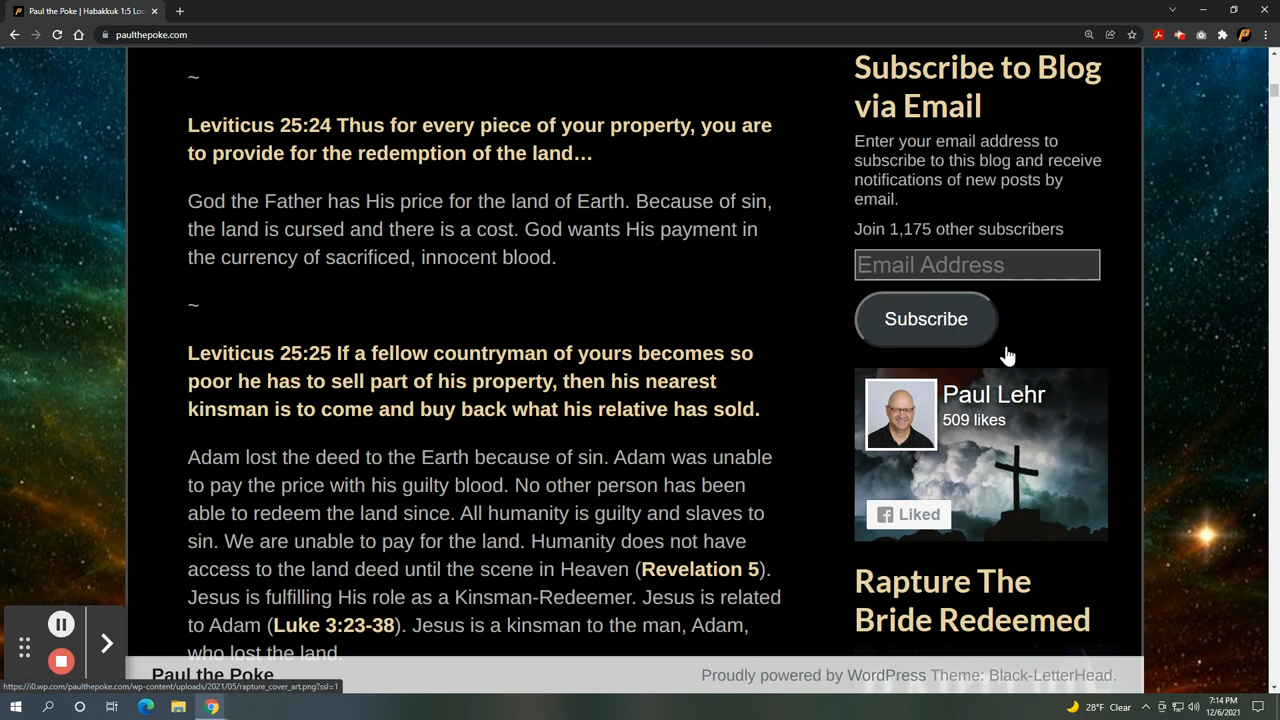 Paul the Poke | Habakkuk 1:5 Loo
paulthepoke.com
~
Leviticus 25:24 Thus for every piece of your property, you are
to provide for the redemption of the land…
God the Father has His price for the land of Earth. Because of sin,
the land is cursed and there is a cost. God wants His payment in
the currency of sacrificed, innocent blood.
~
Leviticus 25:25 If a fellow countryman of yours becomes so
poor he has to sell part of his property, then his nearest
kinsman is to come and buy back what his relative has sold.
Adam lost the deed to the Earth because of sin. Adam was unable
to pay the price with his guilty blood. No other person has been
able to redeem the land since. All humanity is guilty and slaves to
sin. We are unable to pay for the land. Humanity does not have
access to the land deed until the scene in Heaven (Revelation 5).
Jesus is fulfilling His role as a Kinsman-Redeemer. Jesus is related
to Adam (Luke 3:23-38). Jesus is a kinsman to the man, Adam,
who lost the land.
Subscribe to Blog
via Email
Enter your email address to
subscribe to this blog and receive
notifications of new posts by
email.
Join 1,175 other subscribers
Email Address
Subscribe
Paul Lehr
509 likes
Liked
Rapture The
Bride Redeemed
Paul the Poke
Proudly powered by WordPress Theme: Black-LetterHead.
https://i0.wp.com/paulthepoke.com/wp-content/uploads/2021/05/rapture_cover_art.png?ssl=1
28°F Clear
7:14 PM
12/6/2021